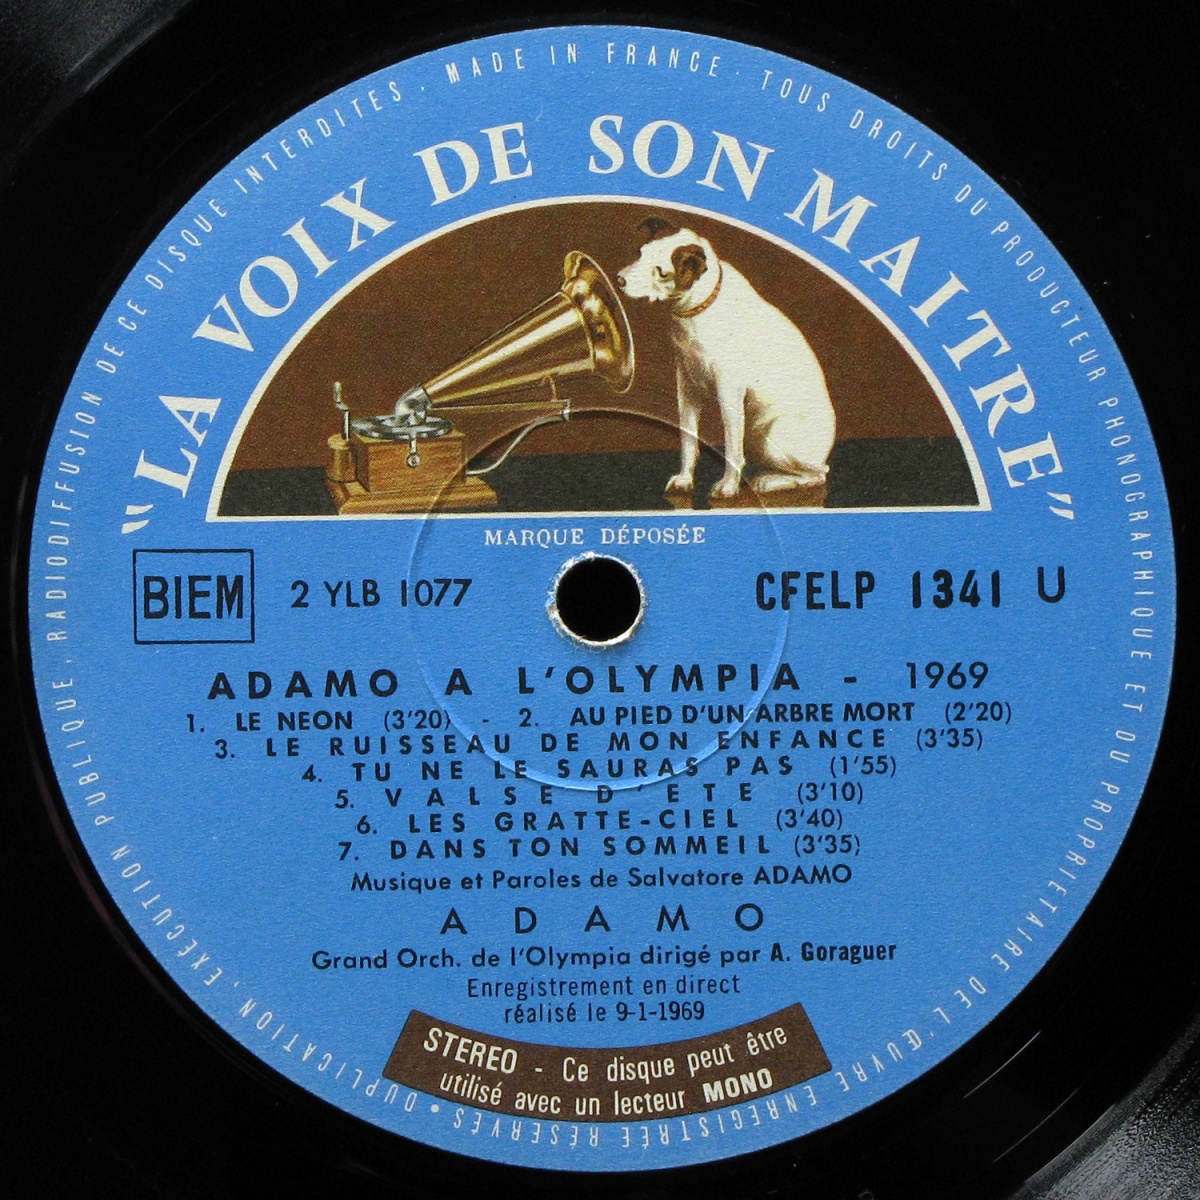 DUPLICATION, EXÉCUTION PUBLIQUE, RADIODIFFUSION DE CE DISQUE INTERDITES. MADE IN FRANCE · TOUS DROITS DU PRODUCTEUR PHONOGRAPHIQUE ET DU PROPRIETAIRE DE L'ŒUVRE ENREGISTRÉE RÉSERVÉS •
"LA VOIX DE SON MAITRE"
MARQUE DÉPOSÉE
BIEM 2 YLB 1077 CFELP 1341 U
ADAMO A L'OLYMPIA - 1969
1. LE NEON (3'20) - 2. AU PIED D'UN ARBRE MORT (2'20)
3. LE RUISSEAU DE MON ENFANCE (3'35)
4. TU NE LE SAURAS PAS (1'55)
5. VALSE D'ETE (3'10)
6. LES GRATTE-CIEL (3'40)
7. DANS TON SOMMEIL (3'35)
Musique et Paroles de Salvatore ADAMO
ADAMO
Grand Orch. de l'Olympia dirigé par A. Goraguer
Enregistrement en direct
réalisé le 9-1-1969
STEREO - Ce disque peut être
utilisé avec un lecteur MONO